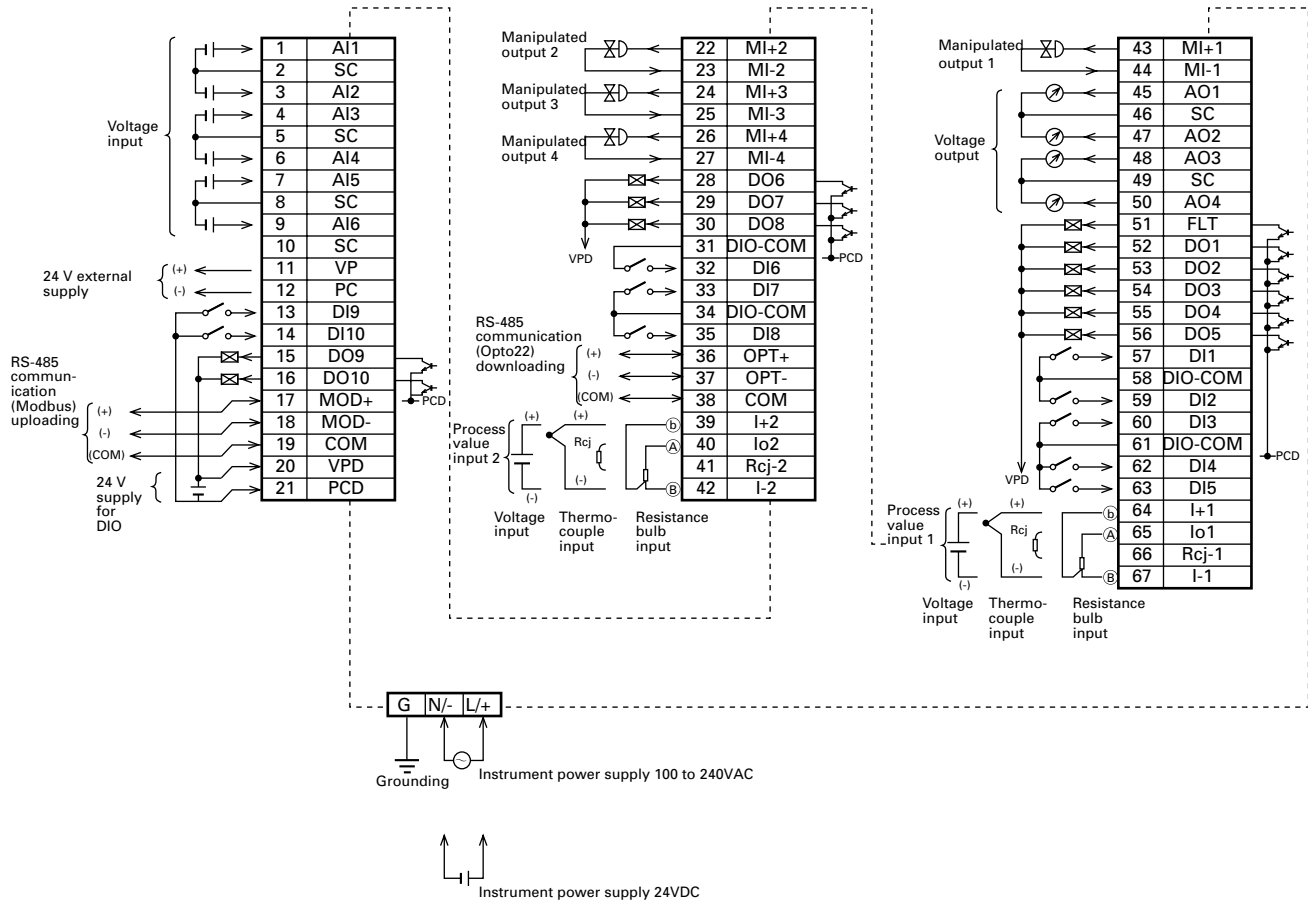 Voltage
input
24 V external
supply
(+)
(-)
RS-485
commun-
ication
(Modbus)
uploading
(+)
(-)
(COM)
24 V
supply
for
DIO
1 AI1
2 SC
3 AI2
4 AI3
5 SC
6 AI4
7 AI5
8 SC
9 AI6
10 SC
11 VP
12 PC
13 DI9
14 DI10
15 DO9
16 DO10
17 MOD+
18 MOD-
19 COM
20 VPD
21 PCD
PCD
Manipulated
output 2
Manipulated
output 3
Manipulated
output 4
VPD
RS-485
communication
(Opto22)
downloading
(+)
(-)
(COM)
Process
value
input 2
(+)
(-)
(+)
Rcj
(-)
b
A
B
Voltage
input
Thermo-
couple
input
Resistance
bulb
input
22 MI+2
23 MI-2
24 MI+3
25 MI-3
26 MI+4
27 MI-4
28 DO6
29 DO7
30 DO8
31 DIO-COM
32 DI6
33 DI7
34 DIO-COM
35 DI8
36 OPT+
37 OPT-
38 COM
39 I+2
40 Io2
41 Rcj-2
42 I-2
PCD
Manipulated
output 1
Voltage
output
VPD
Process
value
input 1
(+)
(-)
(+)
Rcj
(-)
b
A
B
Voltage
input
Thermo-
couple
input
Resistance
bulb
input
43 MI+1
44 MI-1
45 AO1
46 SC
47 AO2
48 AO3
49 SC
50 AO4
51 FLT
52 DO1
53 DO2
54 DO3
55 DO4
56 DO5
57 DI1
58 DIO-COM
59 DI2
60 DI3
61 DIO-COM
62 DI4
63 DI5
64 I+1
65 Io1
66 Rcj-1
67 I-1
PCD
G N/- L/+
Grounding
Instrument power supply 100 to 240VAC
Instrument power supply 24VDC